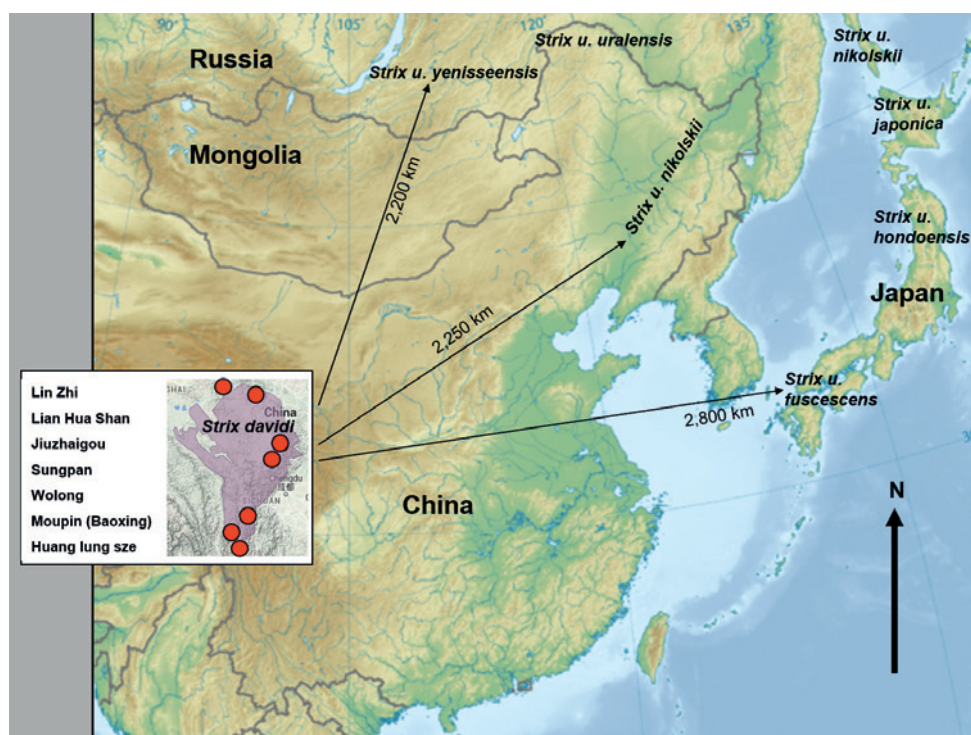 90°
105°
120°
135°
Russia
Strix u. yenisseensis
Strix u. uralensis
Strix u.
nikolskii
Strix u.
japonica
Mongolia
2,200 km
Strix u. nikolskii
Strix u.
hondoensis
Japan
2,250 km
Strix u.
fuscescens
2,800 km
Lin Zhi
Lian Hua Shan
Jiuzhaigou
Sungpan
Wolong
Moupin (Baoxing)
Huang lung sze
China
Strix davidi
Chengdu
China
N